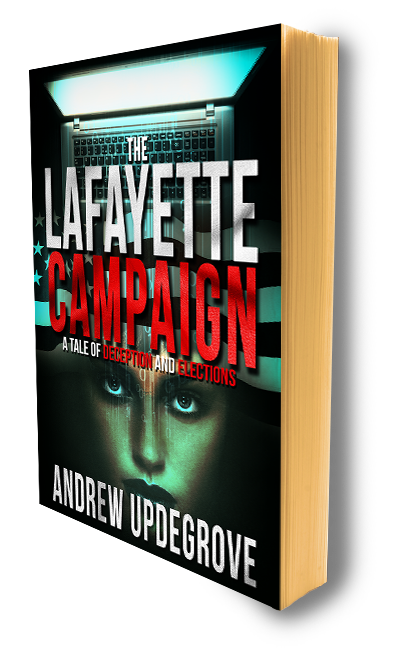 THE
LAFAYETTE
CAMPAIGN
A TALE OF DECEPTION AND ELECTIONS
ANDREW UPDEGROVE